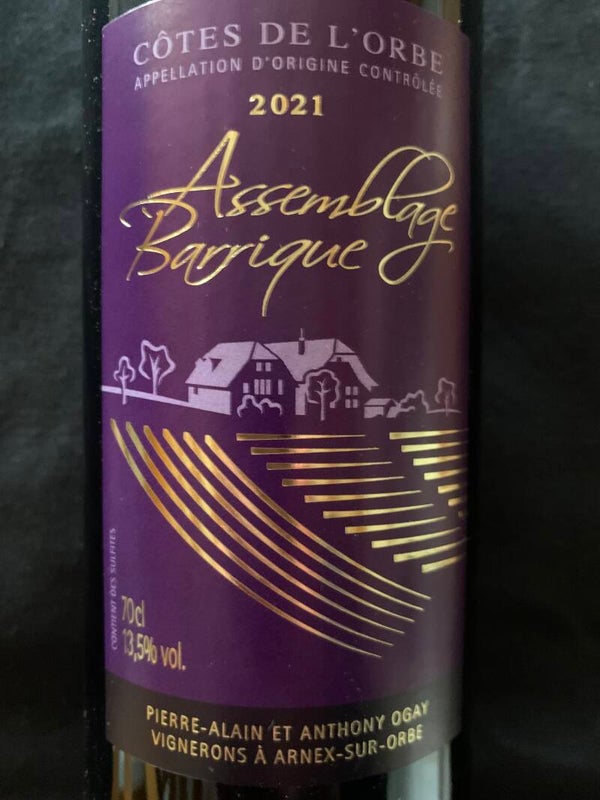 CÔTES DE L'ORBE
APPELLATION D'ORIGINE CONTRÔLÉE
2021
Assemblage
Barrique
CONTIENT DES SULFITES
70cl
13,5% vol.
PIERRE-ALAIN ET ANTHONY OGAY
VIGNERONS À ARNEX-SUR-ORBE